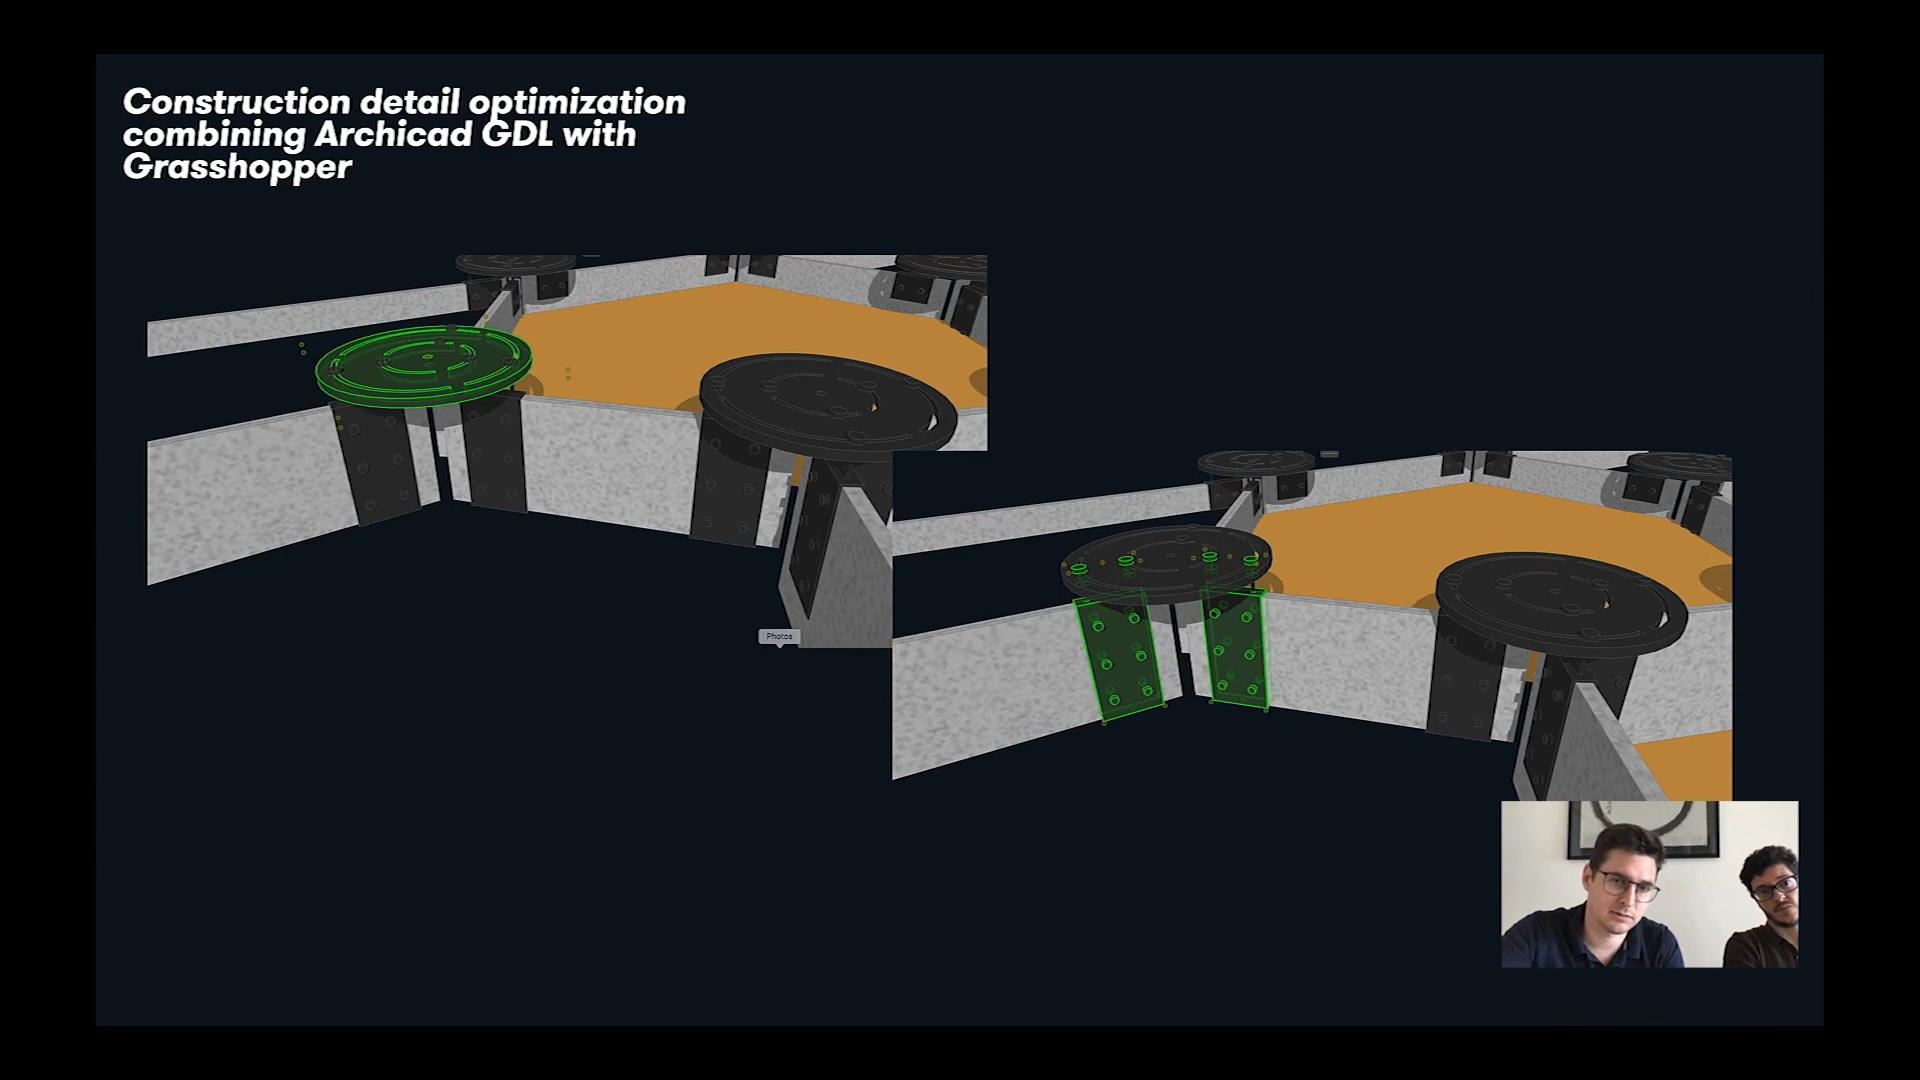 Construction detail optimization
combining Archicad GDL with
Grasshopper
Photos